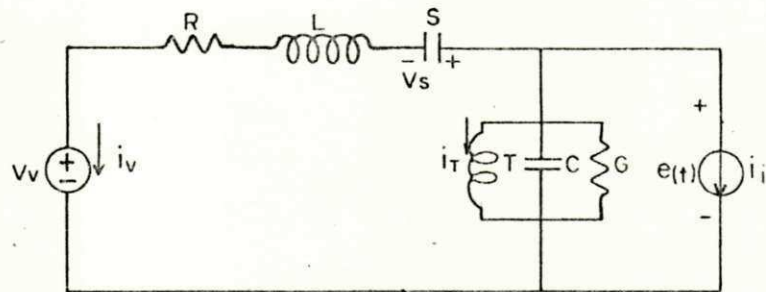 R L S
− Vs +
+
Vv + − iv
iT T C G
e(t) ii
−